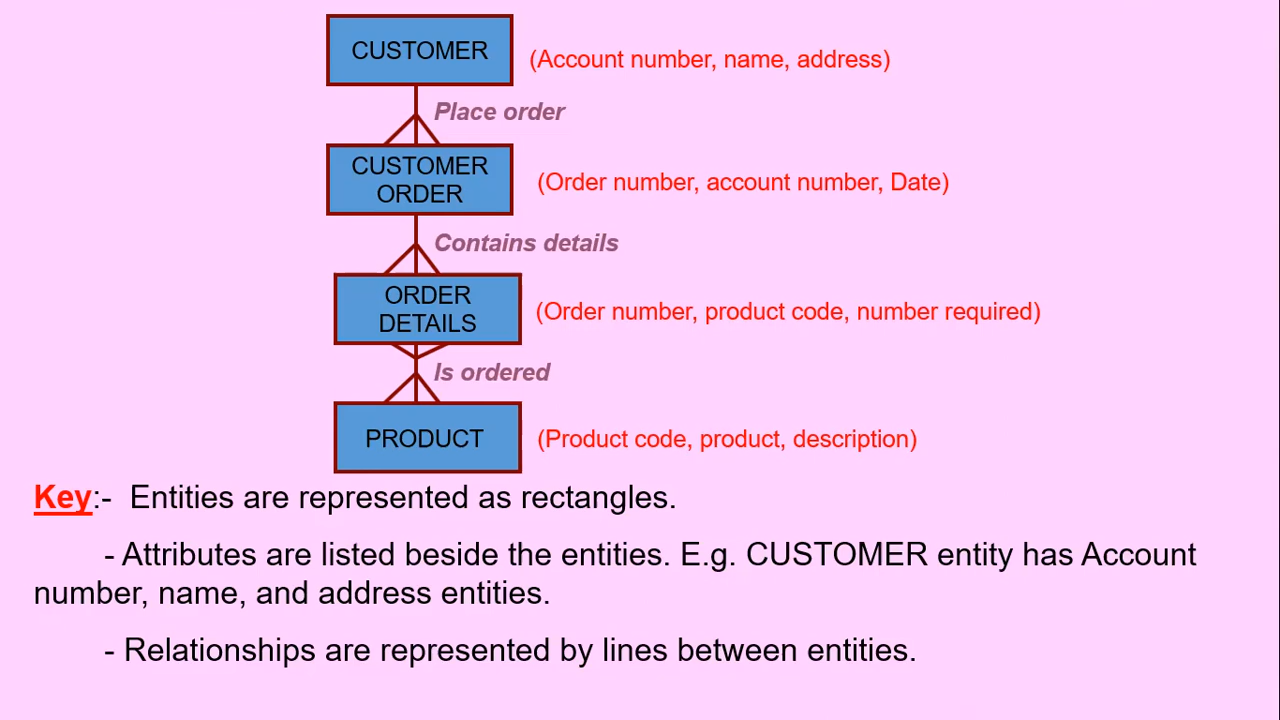 CUSTOMER
(Account number, name, address)
Place order
CUSTOMER
ORDER
(Order number, account number, Date)
Contains details
ORDER
DETAILS
(Order number, product code, number required)
Is ordered
PRODUCT
(Product code, product, description)
Key:- Entities are represented as rectangles.
- Attributes are listed beside the entities. E.g. CUSTOMER entity has Account
number, name, and address entities.
- Relationships are represented by lines between entities.